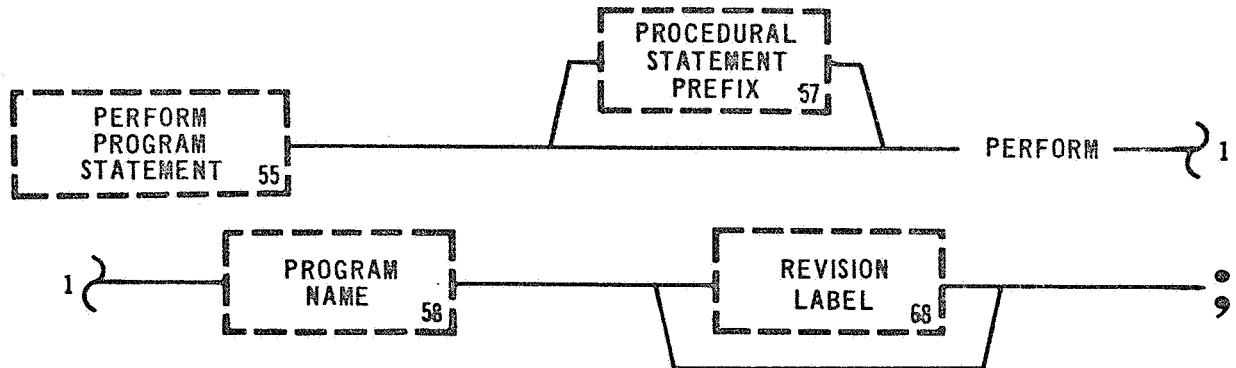 PROCEDURAL
STATEMENT
PREFIX 57
PERFORM
PROGRAM
STATEMENT 55
PERFORM 1
1
PROGRAM
NAME 58
REVISION
LABEL 68
;